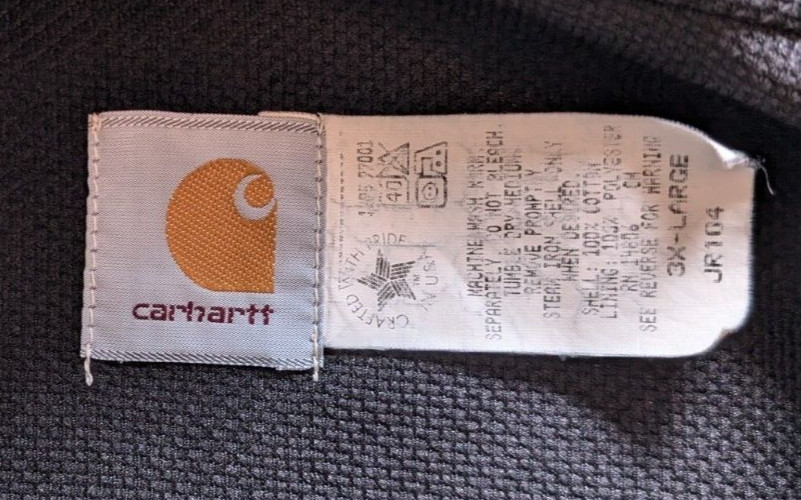 carhartt
CRAFTED WITH PRIDE
IN U.S.A.
40
MACHINE WASH WARM
SEPARATELY DO NOT BLEACH.
TUMBLE DRY MEDIUM
REMOVE PROMPTLY
STEAM IRON SHELL ONLY
WHEN DESIRED
SHELL: 100% COTTON
LINING: 100% POLYESTER
RN 14806
SEE REVERSE FOR WARNING
3X-LARGE
JR104